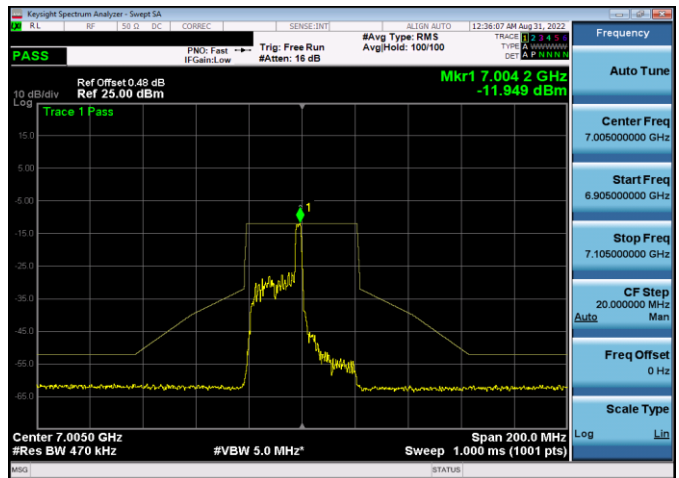 Keysight Spectrum Analyzer - Swept SA
RL RF 50 Ω DC CORREC SENSE:INT ALIGN AUTO 12:36:07 AM Aug 31, 2022
PASS
PNO: Fast
IFGain:Low
Trig: Free Run
#Atten: 16 dB
#Avg Type: RMS
Avg|Hold: 100/100
TRACE 1 2 3 4 5 6
TYPE A WWWWW
DET A P N N N N
Ref Offset 0.48 dB
10 dB/div Ref 25.00 dBm
Log
Mkr1 7.004 2 GHz
-11.949 dBm
Trace 1 Pass
15.0
5.00
-5.00
-15.0
-25.0
-35.0
-45.0
-55.0
-65.0
1
Center 7.0050 GHz Span 200.0 MHz
#Res BW 470 kHz #VBW 5.0 MHz* Sweep 1.000 ms (1001 pts)
MSG STATUS
Frequency
Auto Tune
Center Freq
7.005000000 GHz
Start Freq
6.905000000 GHz
Stop Freq
7.105000000 GHz
CF Step
20.000000 MHz
Auto Man
Freq Offset
0 Hz
Scale Type
Log Lin